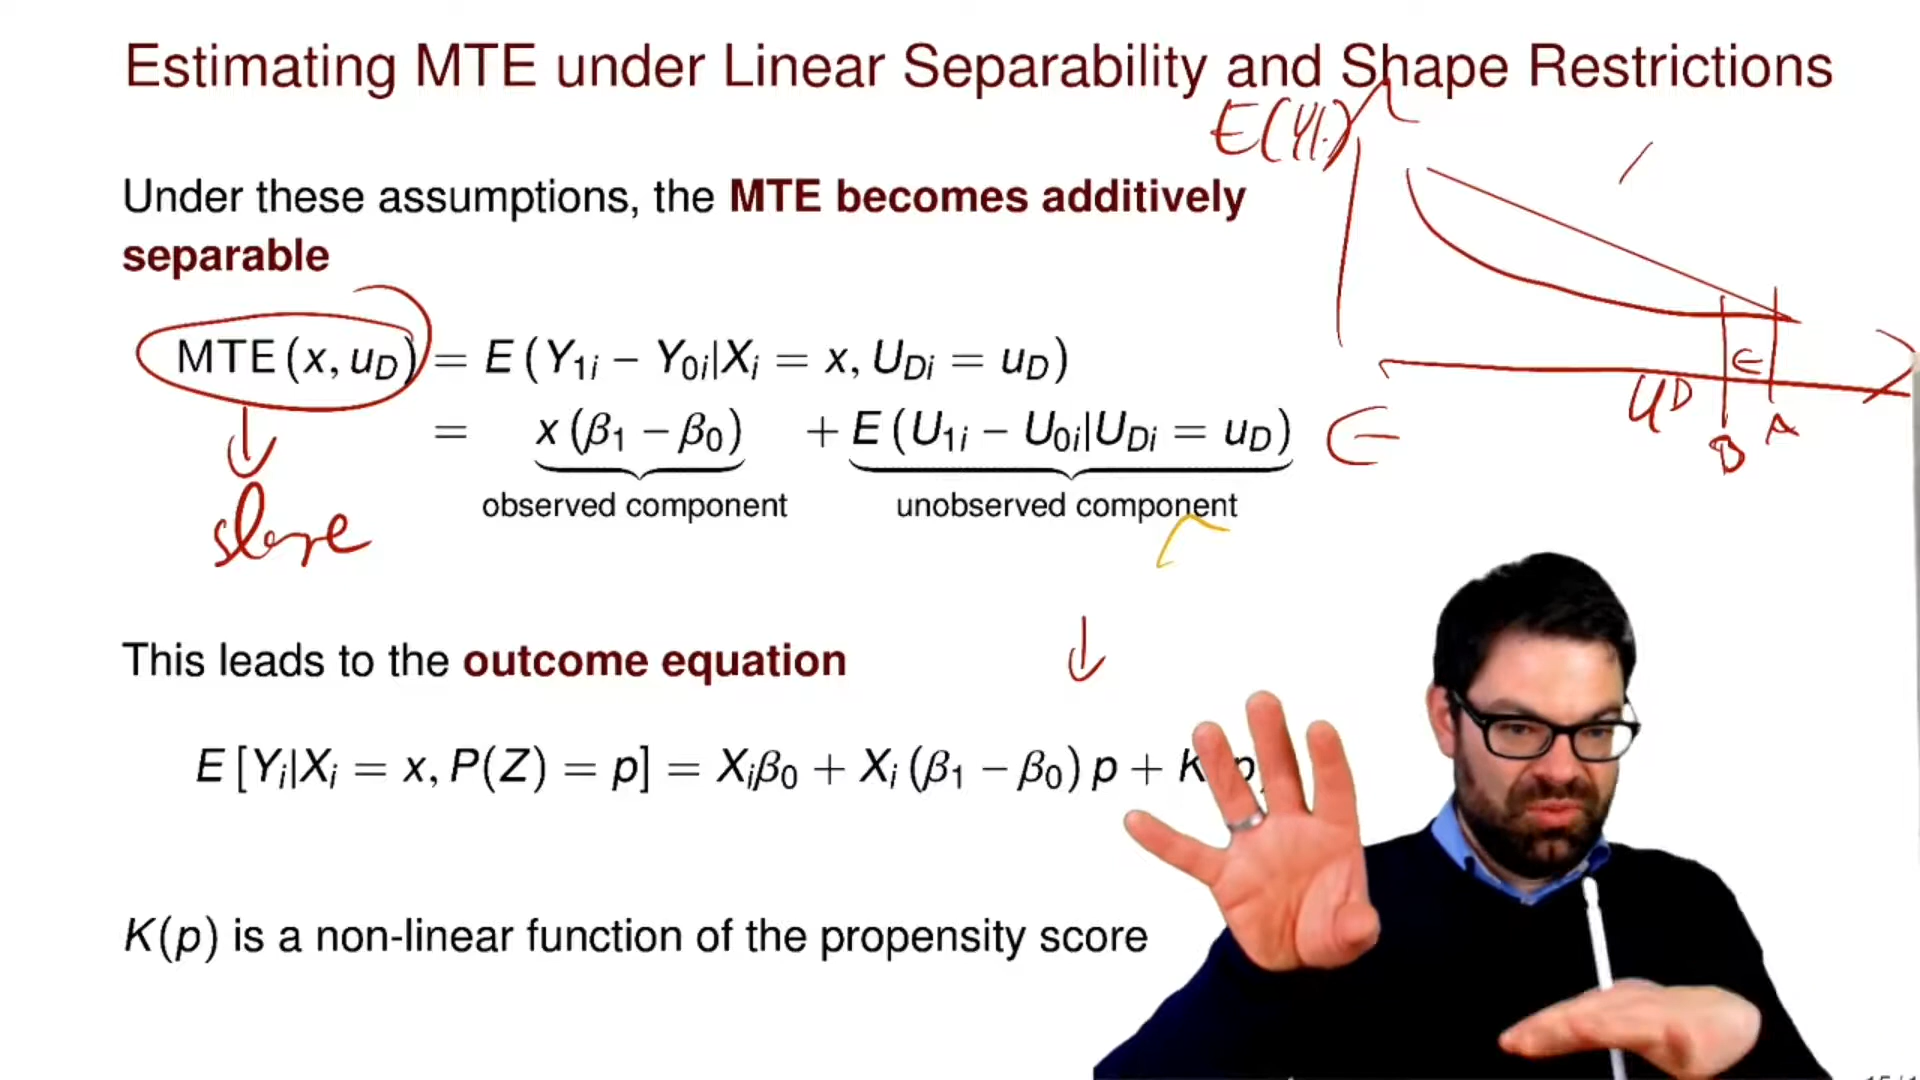 Estimating MTE under Linear Separability and Shape Restrictions
E(Y1)
Under these assumptions, the MTE becomes additively
separable
MTE (x, u_D) = E (Y_1i − Y_0i|X_i = x, U_Di = u_D)
= x (β_1 − β_0) + E (U_1i − U_0i|U_Di = u_D)
observed component unobserved component
U_D
B A
slope
This leads to the outcome equation
E [Y_i|X_i = x, P(Z) = p] = X_iβ_0 + X_i (β_1 − β_0) p + K p
K(p) is a non-linear function of the propensity score